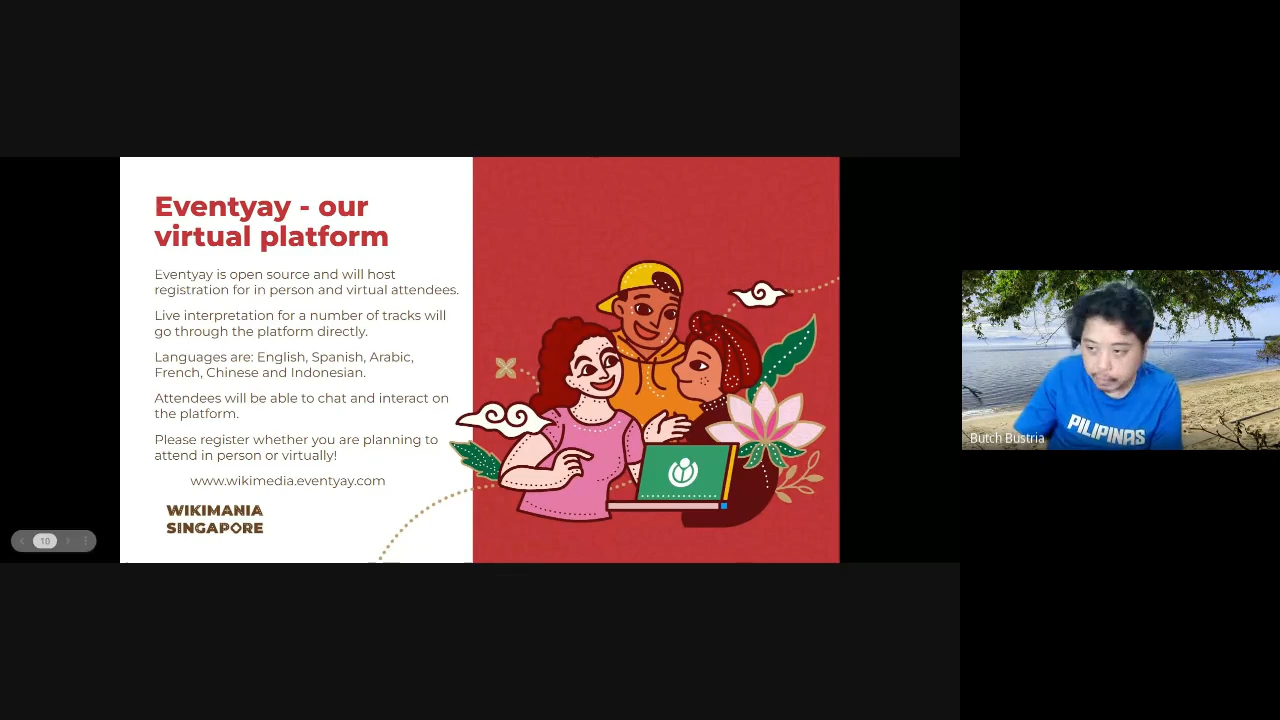 Eventyay - our
virtual platform
Eventyay is open source and will host
registration for in person and virtual attendees.
Live interpretation for a number of tracks will
go through the platform directly.
Languages are: English, Spanish, Arabic,
French, Chinese and Indonesian.
Attendees will be able to chat and interact on
the platform.
Please register whether you are planning to
attend in person or virtually!
www.wikimedia.eventyay.com
WIKIMANIA
SINGAPORE
10
PILIPINAS
Butch Bustria